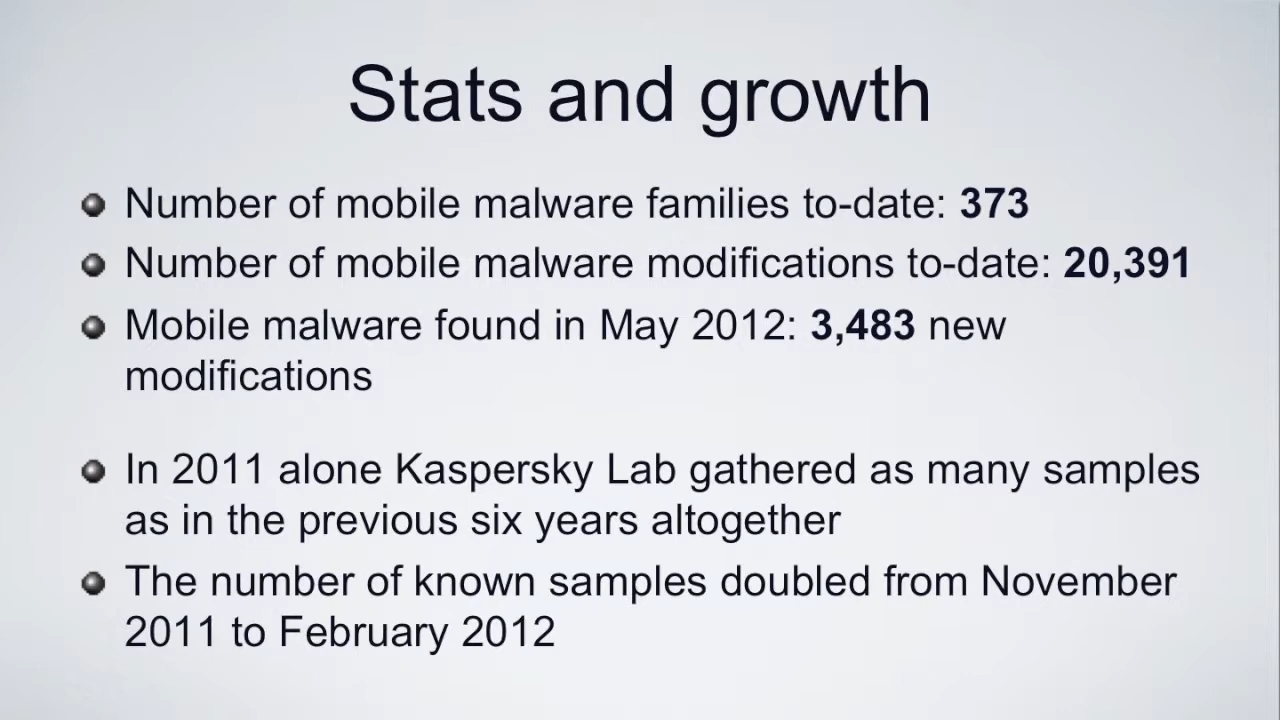 Stats and growth
Number of mobile malware families to-date: 373
Number of mobile malware modifications to-date: 20,391
Mobile malware found in May 2012: 3,483 new
modifications
In 2011 alone Kaspersky Lab gathered as many samples
as in the previous six years altogether
The number of known samples doubled from November
2011 to February 2012